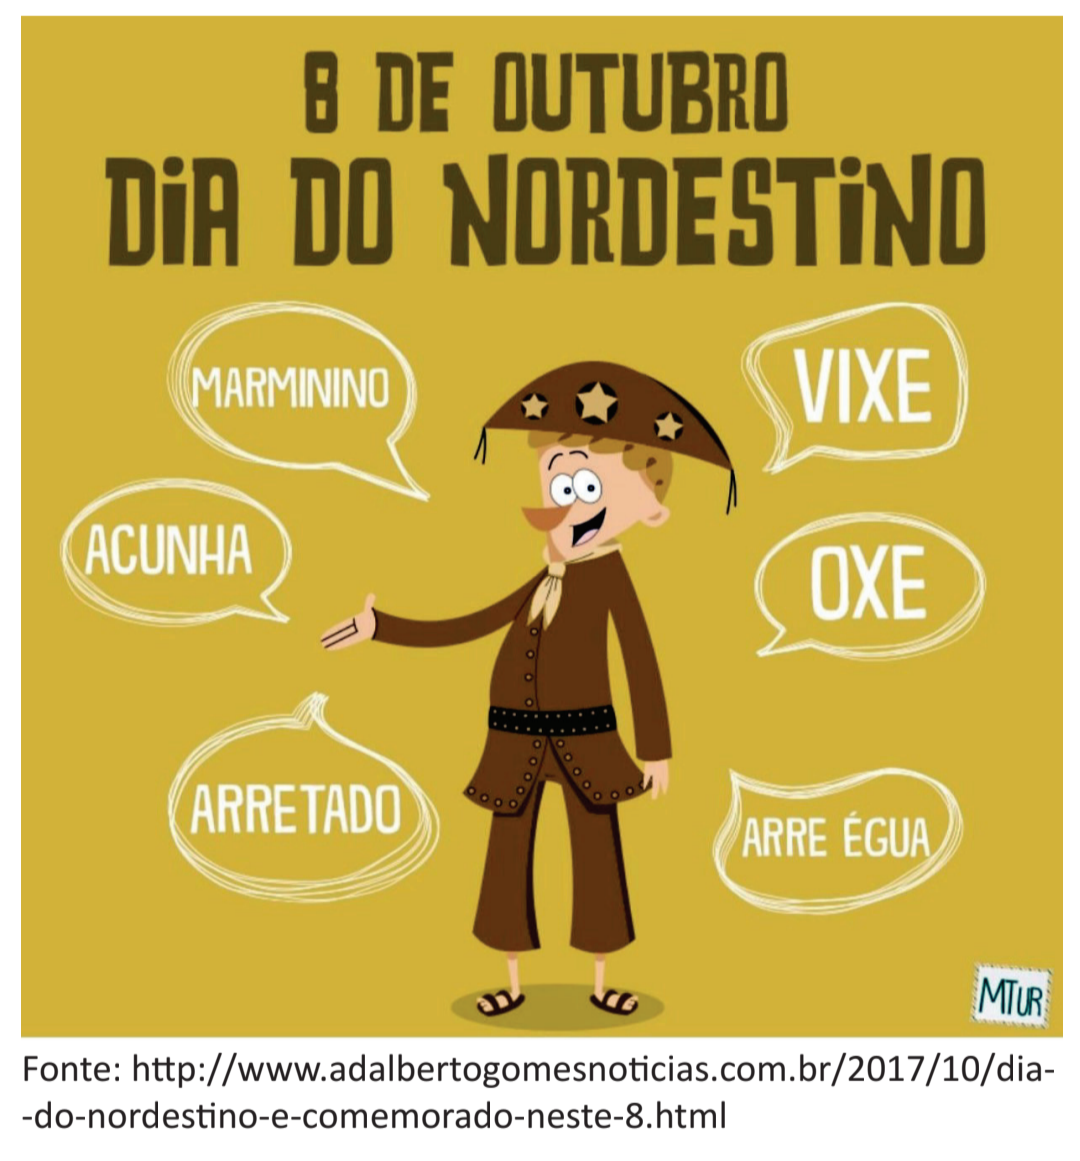 8 DE OUTUBRO
DiA DO NORDESTiNO
MARMININO
VIXE
ACUNHA
OXE
ARRETADO
ARRE ÉGUA
MTUR
Fonte: http://www.adalbertogomesnoticias.com.br/2017/10/dia-
-do-nordestino-e-comemorado-neste-8.html